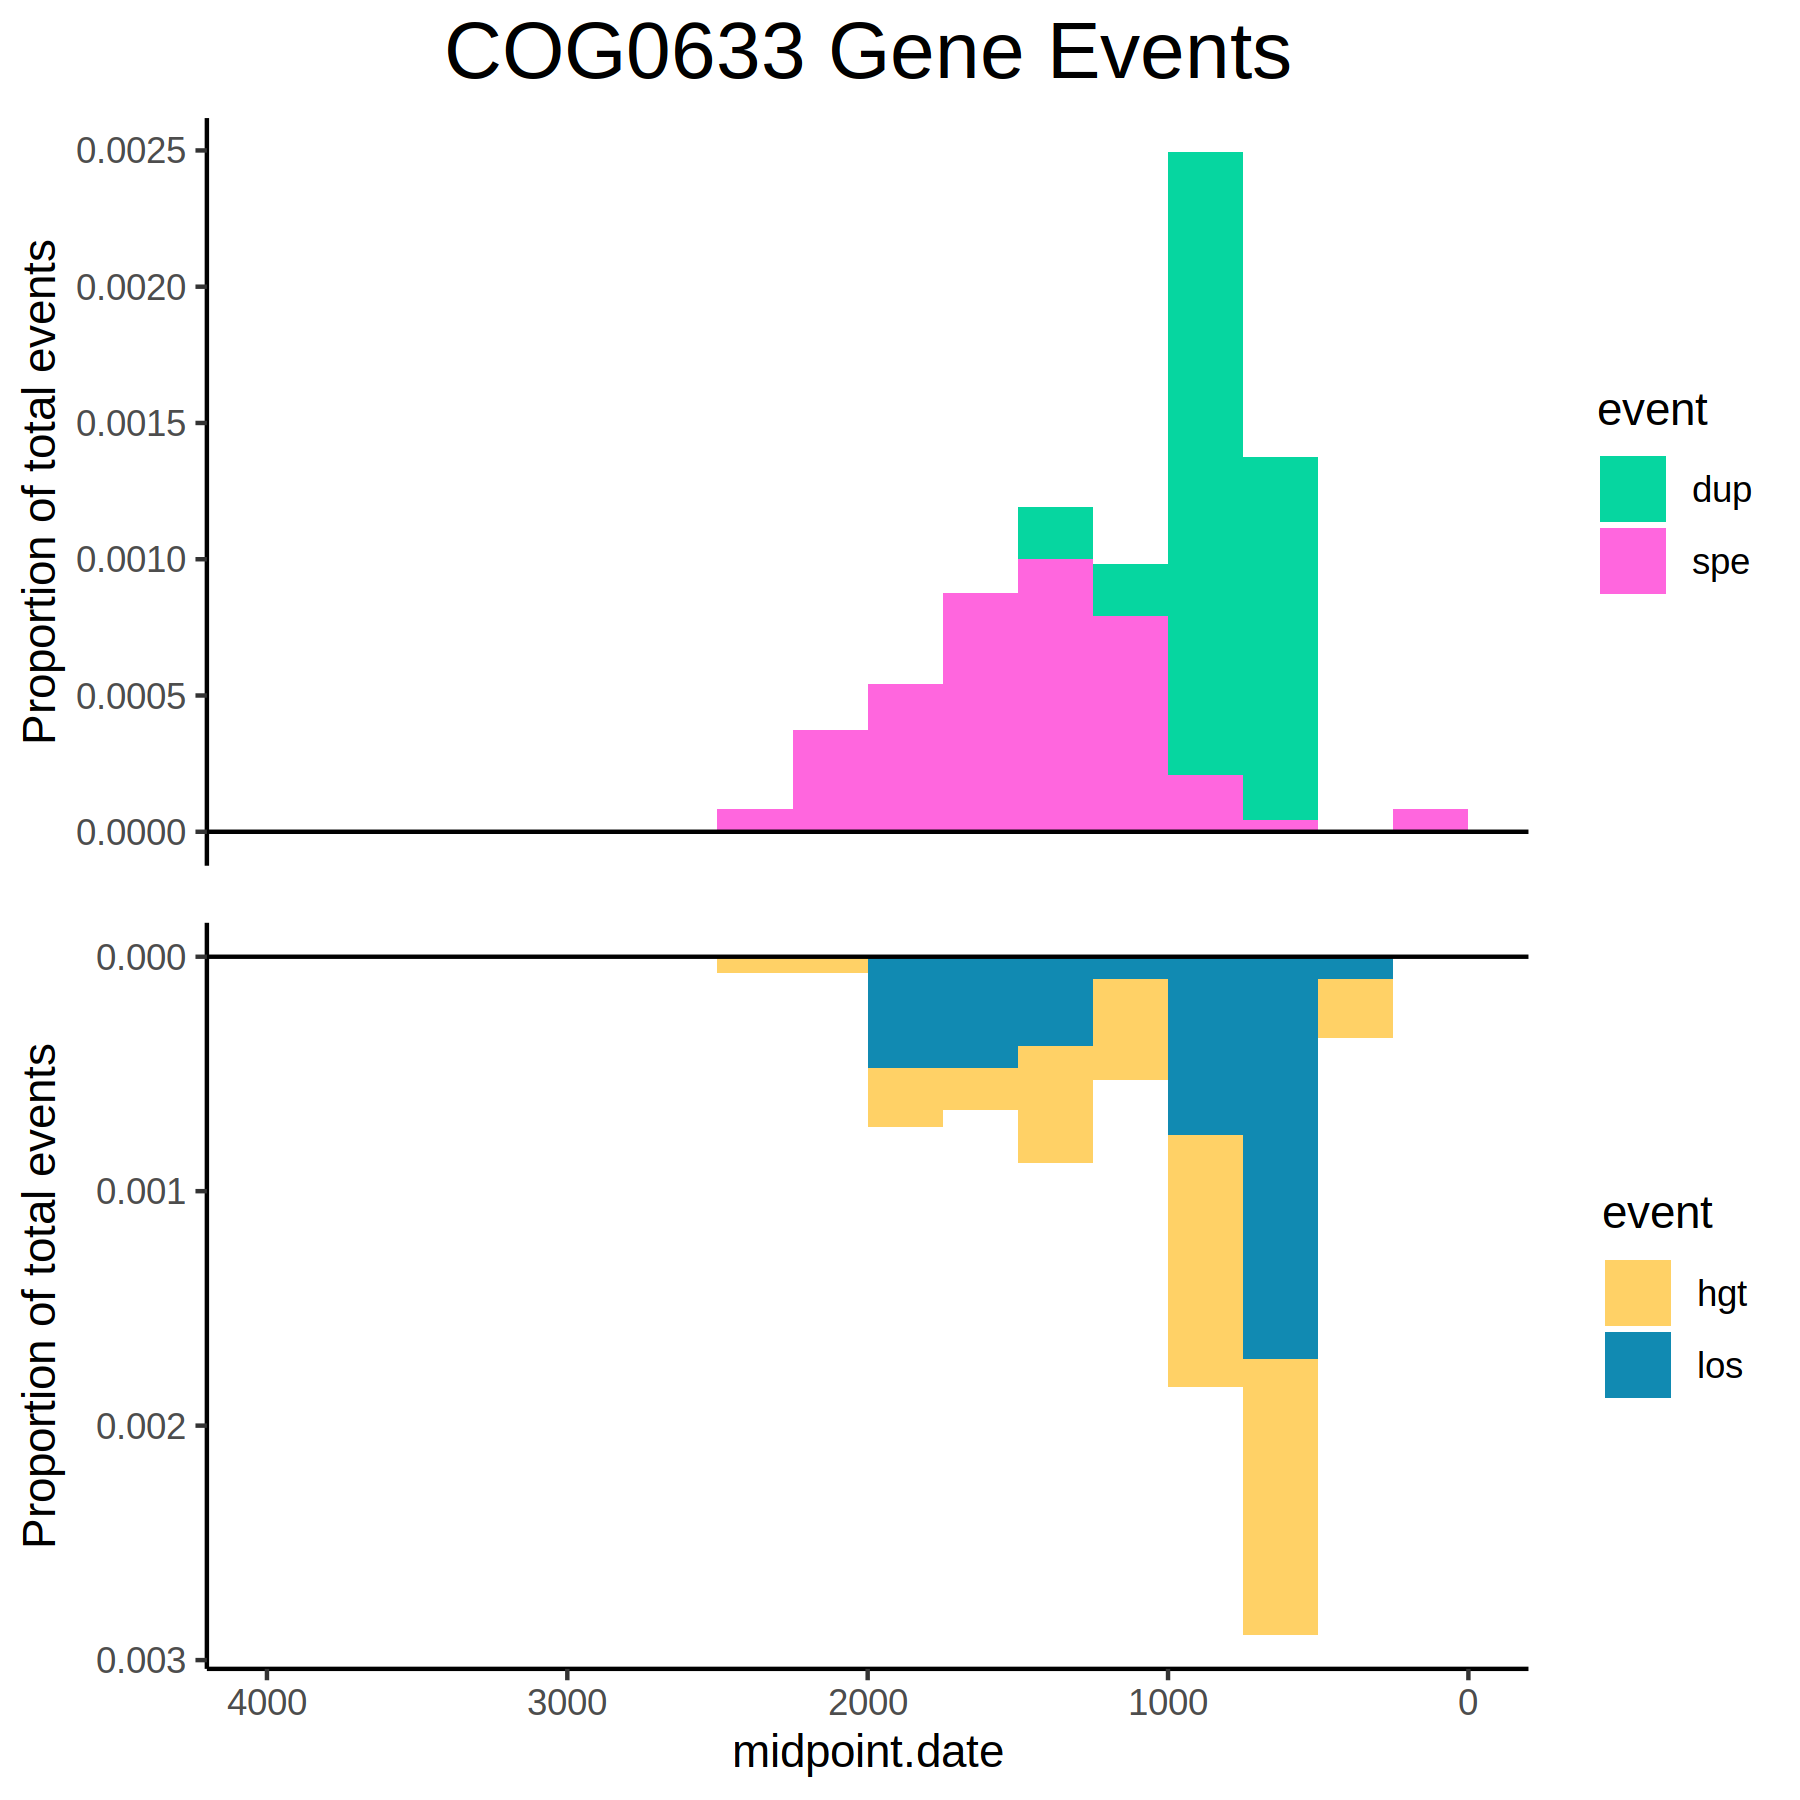 COG0633 Gene Events
Proportion of total events
0.0025
0.0020
0.0015
0.0010
0.0005
0.0000
event
dup
spe
Proportion of total events
0.000
0.001
0.002
0.003
event
hgt
los
4000 3000 2000 1000 0
midpoint.date